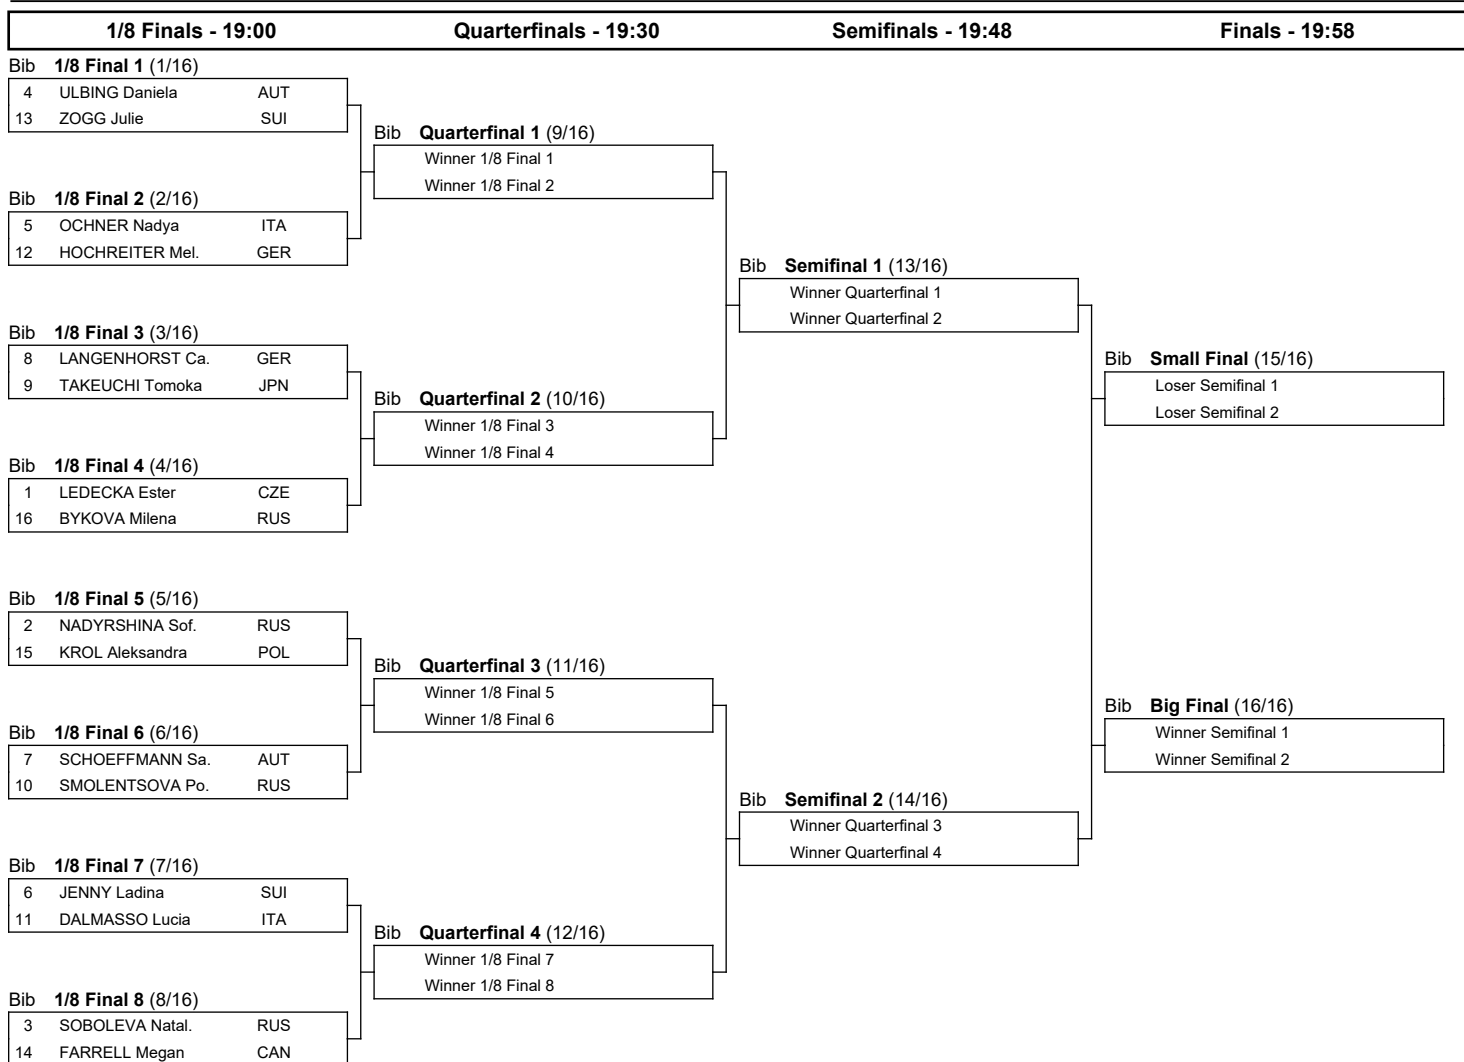 1/8 Finals - 19:00 Quarterfinals - 19:30 Semifinals - 19:48 Finals - 19:58
Bib 1/8 Final 1 (1/16)
4 ULBING Daniela AUT
13 ZOGG Julie SUI
Bib 1/8 Final 2 (2/16)
5 OCHNER Nadya ITA
12 HOCHREITER Mel. GER
Bib 1/8 Final 3 (3/16)
8 LANGENHORST Ca. GER
9 TAKEUCHI Tomoka JPN
Bib 1/8 Final 4 (4/16)
1 LEDECKA Ester CZE
16 BYKOVA Milena RUS
Bib 1/8 Final 5 (5/16)
2 NADYRSHINA Sof. RUS
15 KROL Aleksandra POL
Bib 1/8 Final 6 (6/16)
7 SCHOEFFMANN Sa. AUT
10 SMOLENTSOVA Po. RUS
Bib 1/8 Final 7 (7/16)
6 JENNY Ladina SUI
11 DALMASSO Lucia ITA
Bib 1/8 Final 8 (8/16)
3 SOBOLEVA Natal. RUS
14 FARRELL Megan CAN
Bib Quarterfinal 1 (9/16)
Winner 1/8 Final 1
Winner 1/8 Final 2
Bib Quarterfinal 2 (10/16)
Winner 1/8 Final 3
Winner 1/8 Final 4
Bib Quarterfinal 3 (11/16)
Winner 1/8 Final 5
Winner 1/8 Final 6
Bib Quarterfinal 4 (12/16)
Winner 1/8 Final 7
Winner 1/8 Final 8
Bib Semifinal 1 (13/16)
Winner Quarterfinal 1
Winner Quarterfinal 2
Bib Semifinal 2 (14/16)
Winner Quarterfinal 3
Winner Quarterfinal 4
Bib Small Final (15/16)
Loser Semifinal 1
Loser Semifinal 2
Bib Big Final (16/16)
Winner Semifinal 1
Winner Semifinal 2